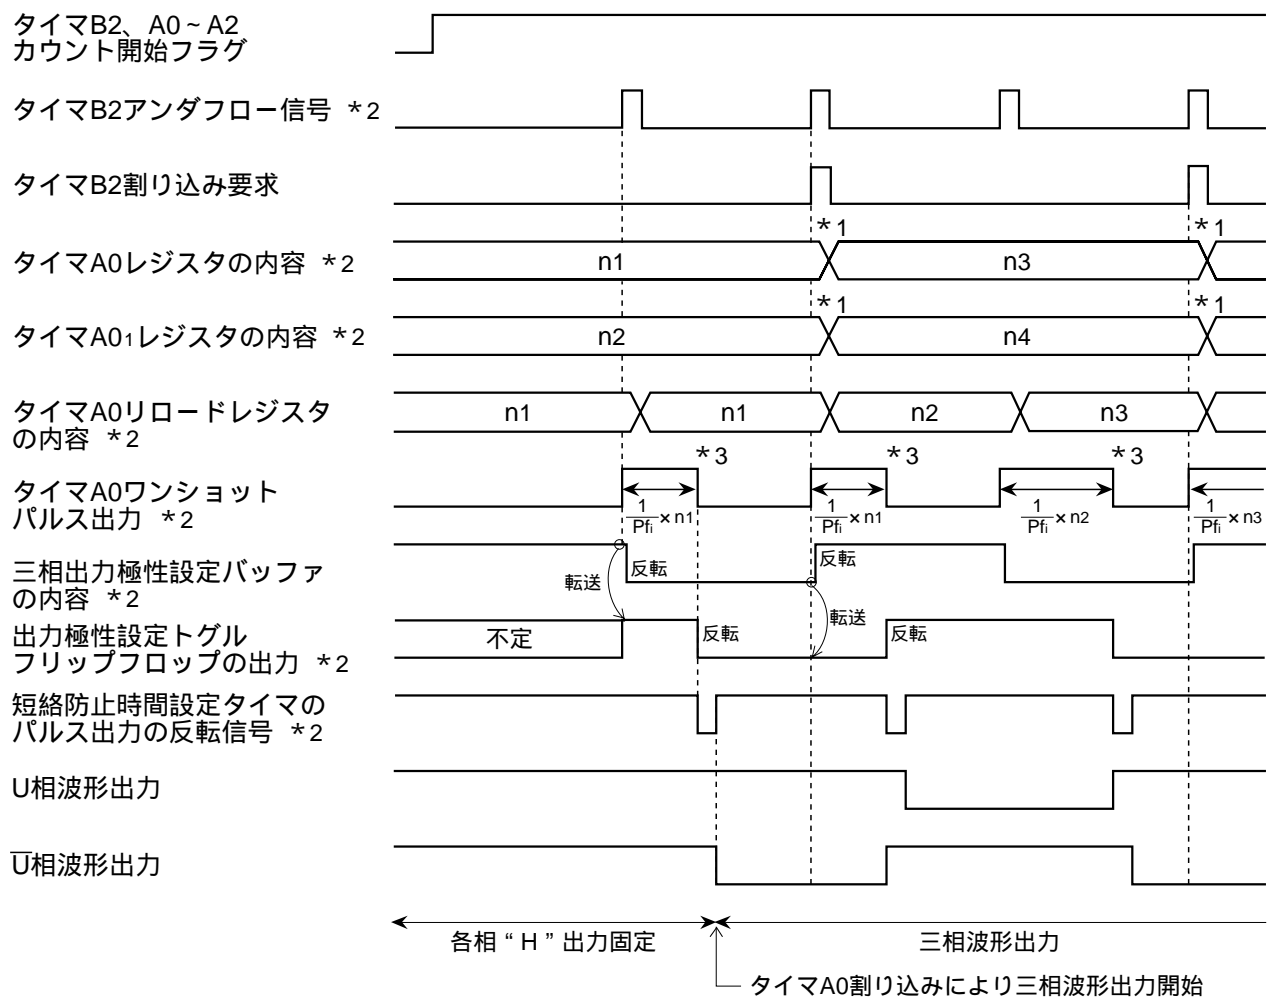 タイマB2、A0～A2
カウント開始フラグ
タイマB2アンダフロー信号 *2
タイマB2割り込み要求
*1 *1
タイマA0レジスタの内容 *2 n1 n3
*1 *1
タイマA01レジスタの内容 *2 n2 n4
タイマA0リロードレジスタ
の内容 *2
n1 n1 n2 n3
*3 *3 *3
タイマA0ワンショット
パルス出力 *2
1/Pfi × n1 1/Pfi × n1 1/Pfi × n2 1/Pfi × n3
三相出力極性設定バッファ
の内容 *2
反転 反転
転送 転送
出力極性設定トグル
フリップフロップの出力 *2
不定 反転 反転
短絡防止時間設定タイマの
パルス出力の反転信号 *2
U相波形出力
U̅相波形出力
各相 “ H ” 出力固定 三相波形出力
タイマA0割り込みにより三相波形出力開始